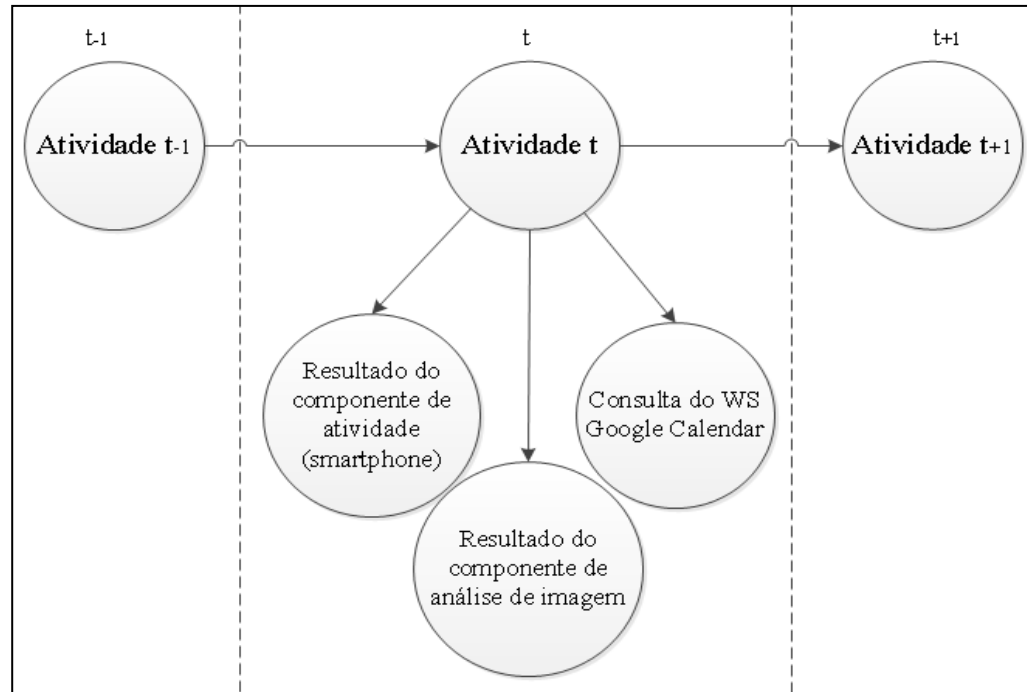 t-1
t
t+1
Atividade t-1
Atividade t
Atividade t+1
Resultado do
componente de
atividade
(smartphone)
Consulta do WS
Google Calendar
Resultado do
componente de
análise de imagem